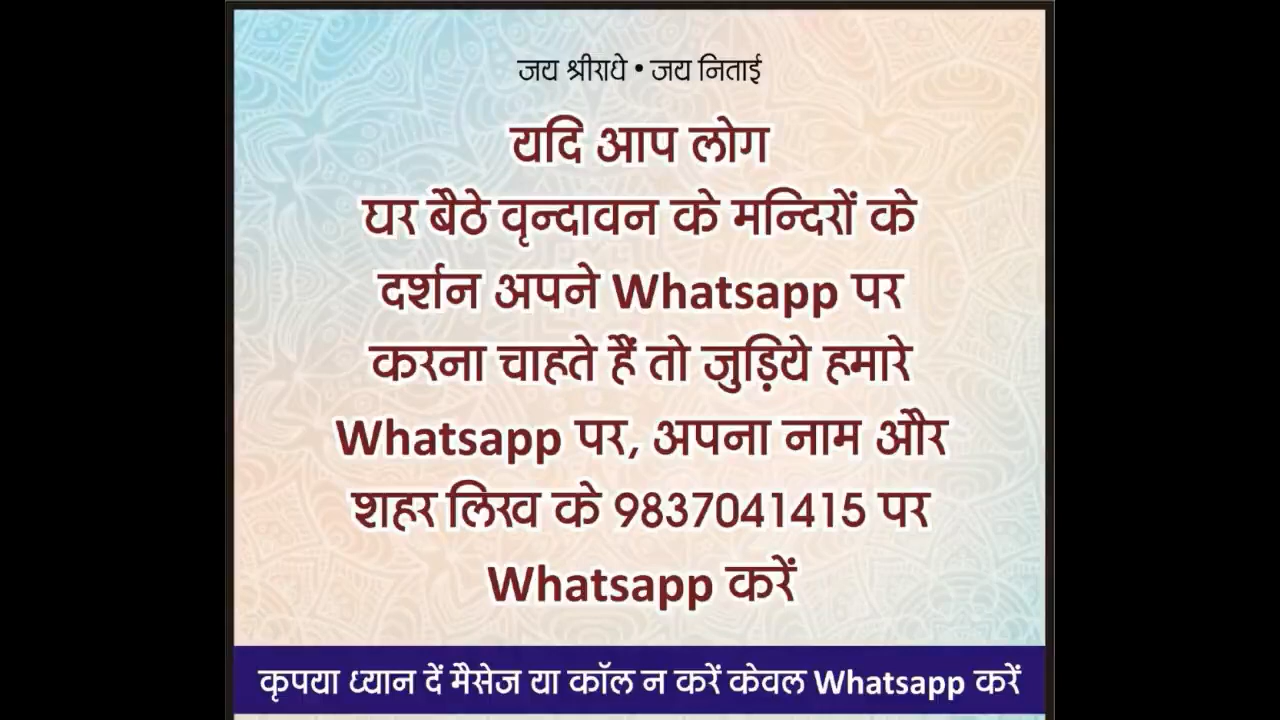 जय श्रीराधे • जय निताई
यदि आप लोग
घर बैठे वृन्दावन के मन्दिरों के
दर्शन अपने Whatsapp पर
करना चाहते हैं तो जुड़िये हमारे
Whatsapp पर, अपना नाम और
शहर लिख के 9837041415 पर
Whatsapp करें
कृपया ध्यान दें मैसेज या कॉल न करें केवल Whatsapp करें